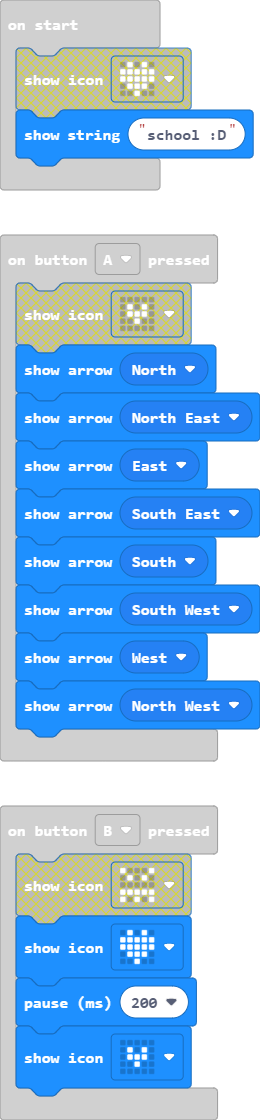 on start
show icon
show string "school :D"
on button A pressed
show icon
show arrow North
show arrow North East
show arrow East
show arrow South East
show arrow South
show arrow South West
show arrow West
show arrow North West
on button B pressed
show icon
show icon
pause (ms) 200
show icon